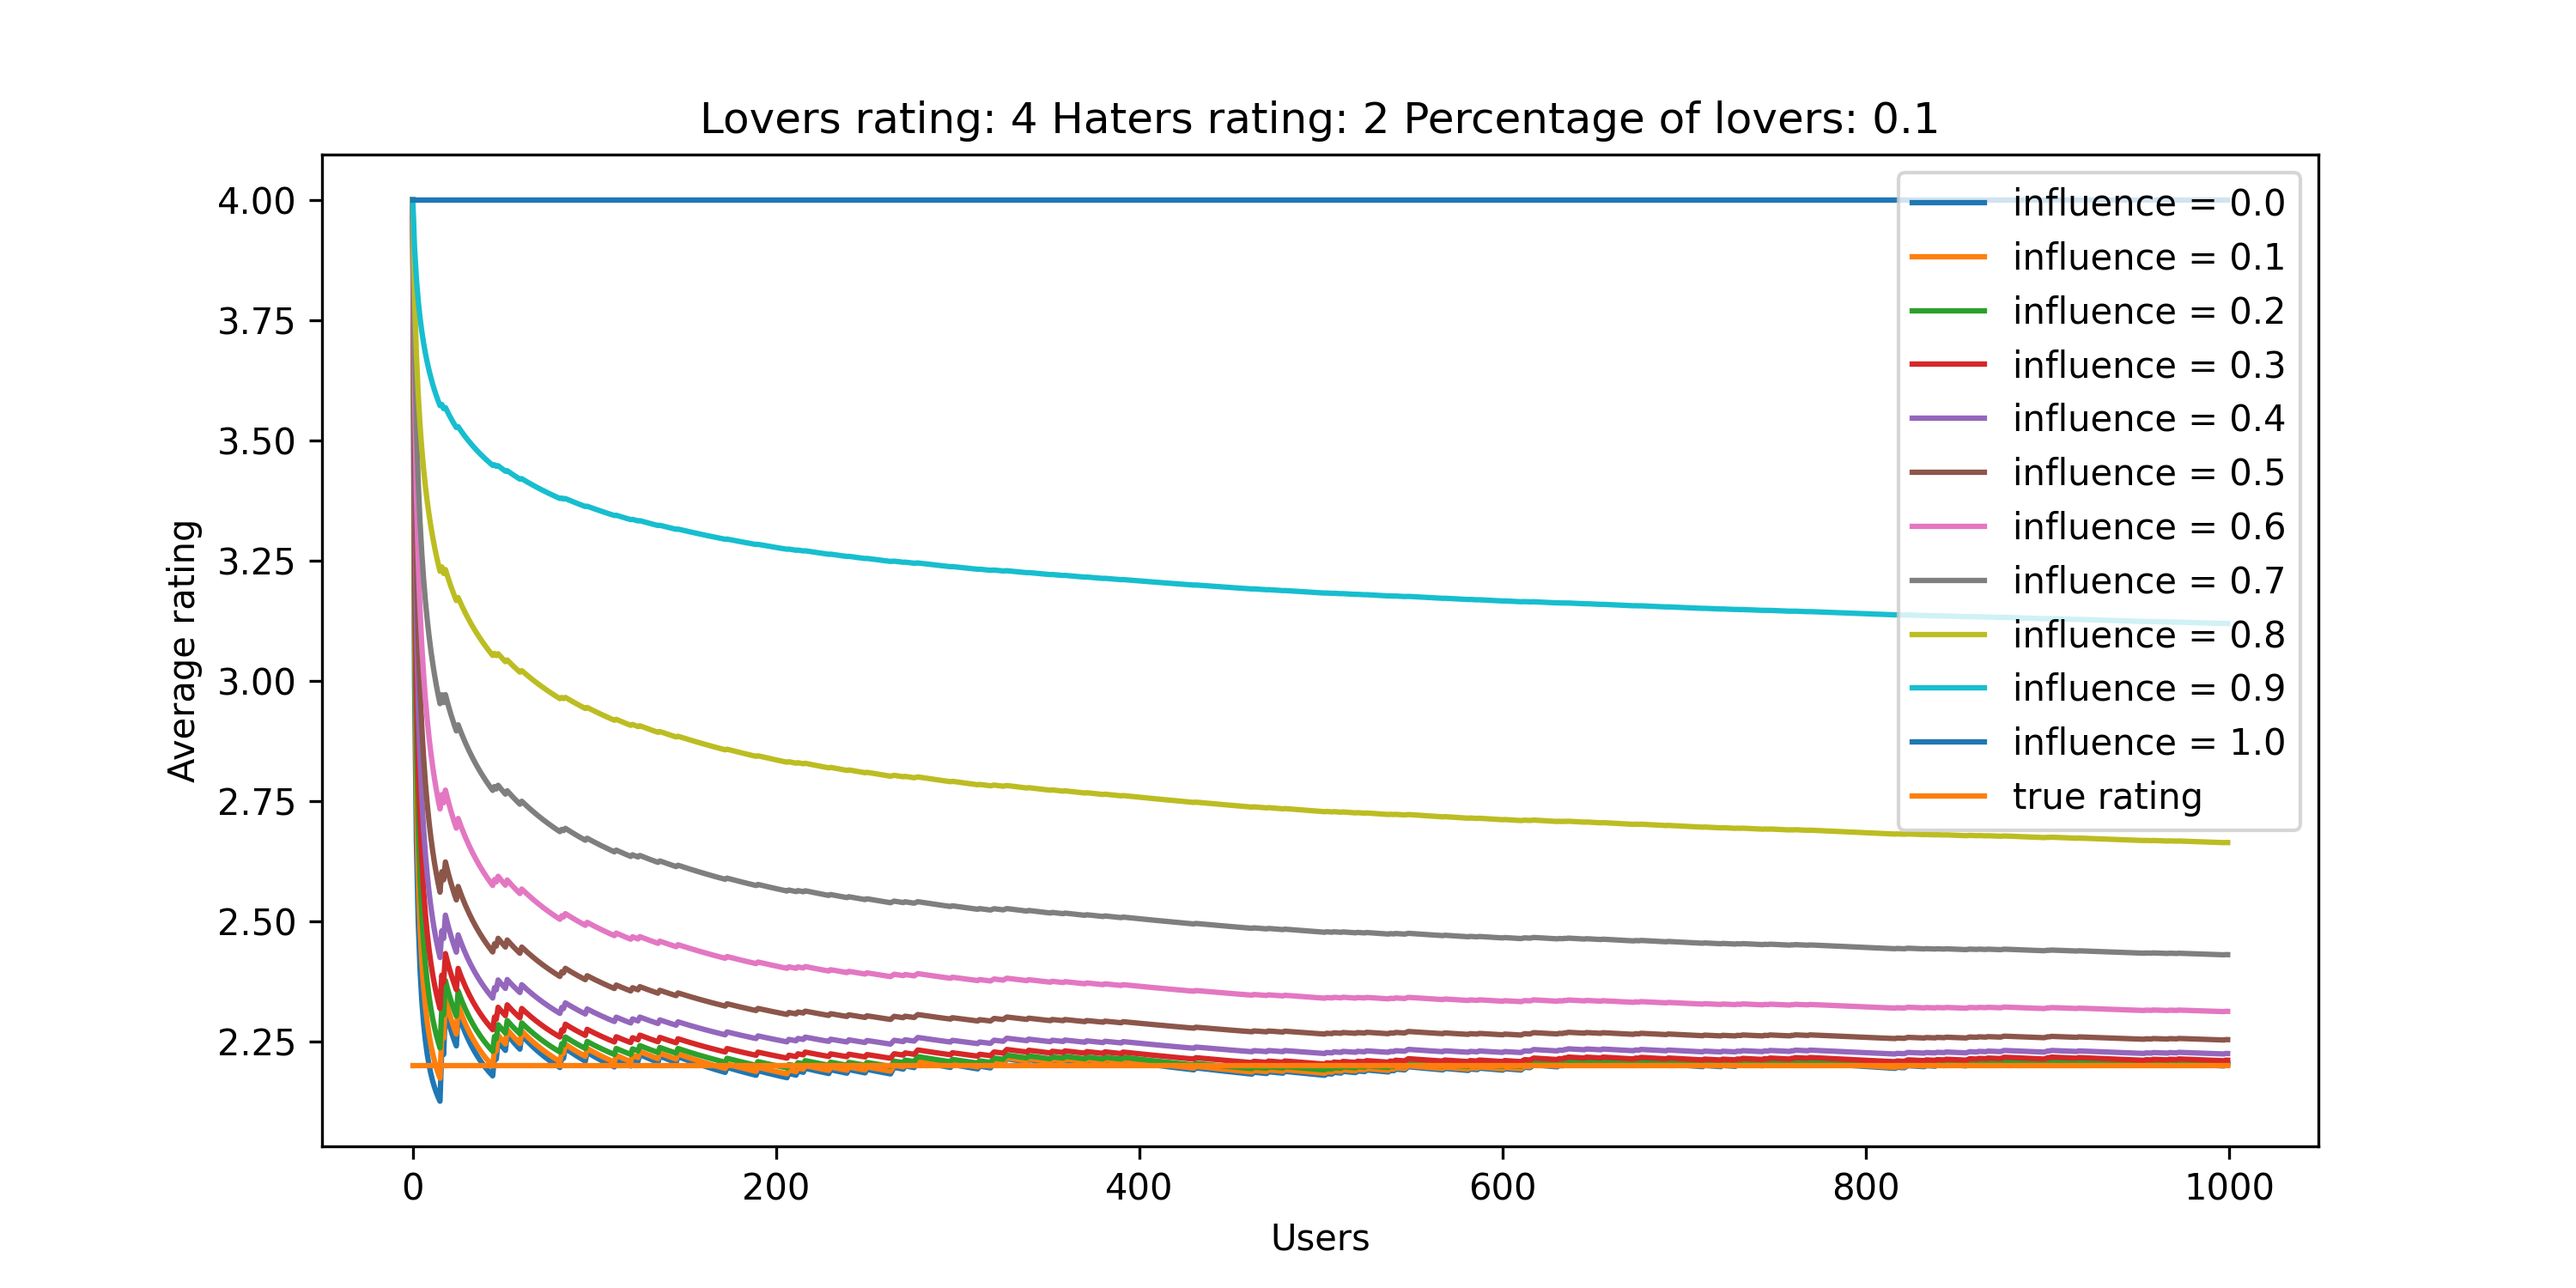 Lovers rating: 4 Haters rating: 2 Percentage of lovers: 0.1
Average rating
4.00
3.75
3.50
3.25
3.00
2.75
2.50
2.25
influence = 0.0
influence = 0.1
influence = 0.2
influence = 0.3
influence = 0.4
influence = 0.5
influence = 0.6
influence = 0.7
influence = 0.8
influence = 0.9
influence = 1.0
true rating
0 200 400 600 800 1000
Users